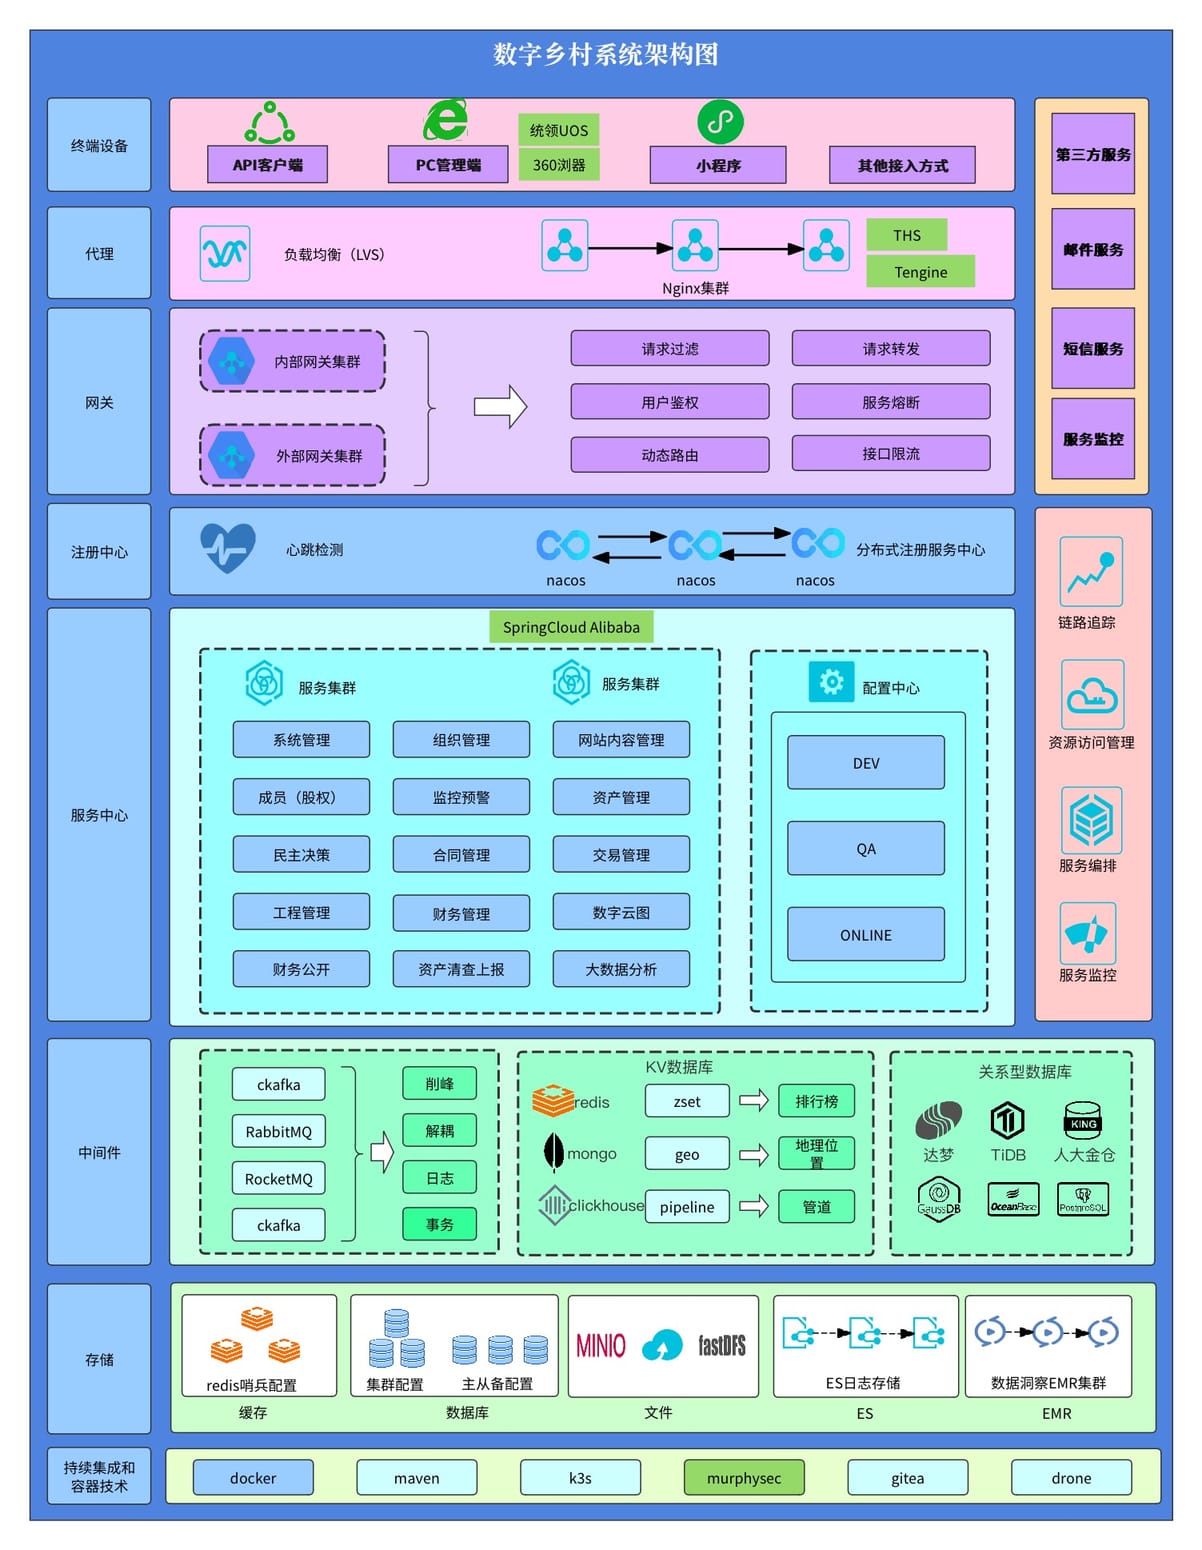 数字乡村系统架构图
终端设备
API客户端
PC管理端
统领UOS
360浏器
小程序
其他接入方式
第三方服务
邮件服务
短信服务
服务监控
代理
负载均衡（LVS）
Nginx集群
THS
Tengine
网关
内部网关集群
外部网关集群
请求过滤
请求转发
用户鉴权
服务熔断
动态路由
接口限流
注册中心
心跳检测
nacos
nacos
nacos
分布式注册服务中心
链路追踪
资源访问管理
服务编排
服务监控
服务中心
SpringCloud Alibaba
服务集群
服务集群
系统管理
组织管理
网站内容管理
成员（股权）
监控预警
资产管理
民主决策
合同管理
交易管理
工程管理
财务管理
数字云图
财务公开
资产清查上报
大数据分析
配置中心
DEV
QA
ONLINE
中间件
ckafka
RabbitMQ
RocketMQ
ckafka
削峰
解耦
日志
事务
KV数据库
redis
zset
排行榜
mongo
geo
地理位
置
clickhouse
pipeline
管道
关系型数据库
达梦
TiDB
KING
人大金仓
GaussDB
OceanBase
PostgreSQL
存储
redis哨兵配置
缓存
集群配置
主从备配置
数据库
MINIO
fastDFS
文件
ES日志存储
ES
数据洞察EMR集群
EMR
持续集成和
容器技术
docker
maven
k3s
murphysec
gitea
drone